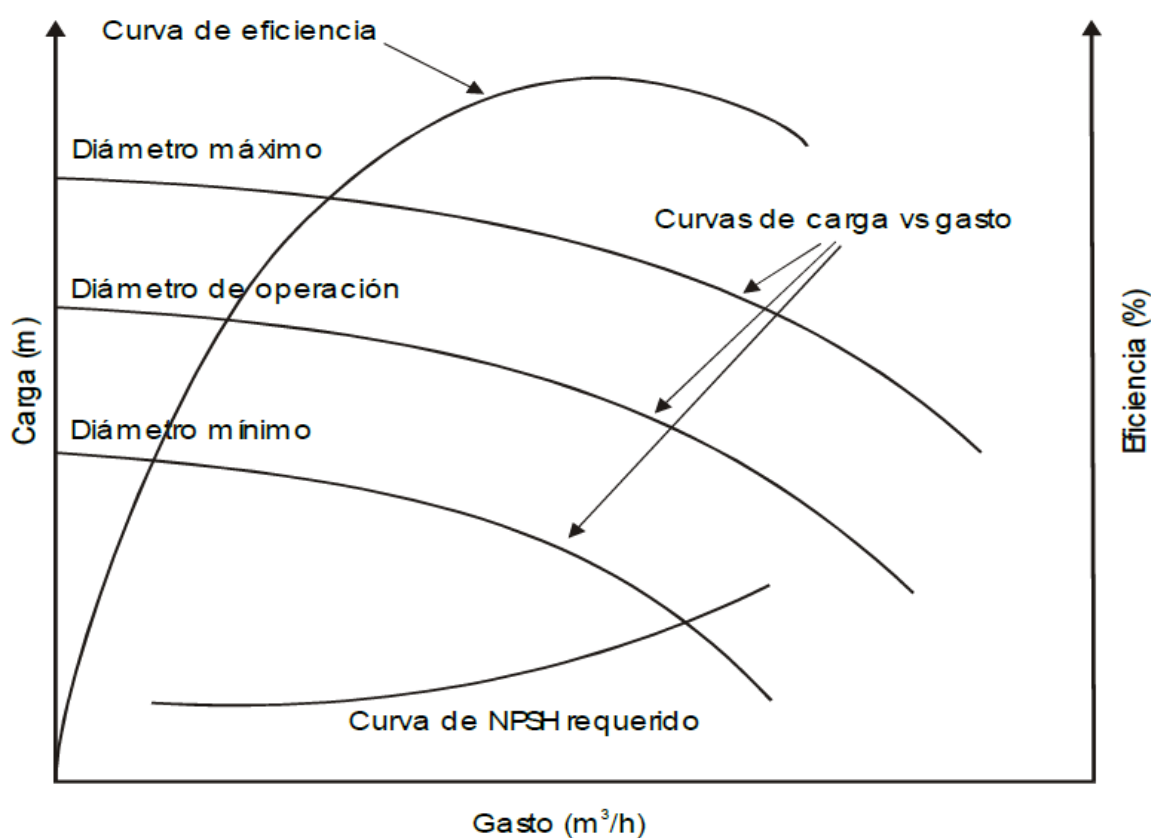 Curva de eficiencia
Diámetro máximo
Curvas de carga vs gasto
Diámetro de operación
Carga (m)
Eficiencia (%)
Diámetro mínimo
Curva de NPSH requerido
Gasto (m³/h)